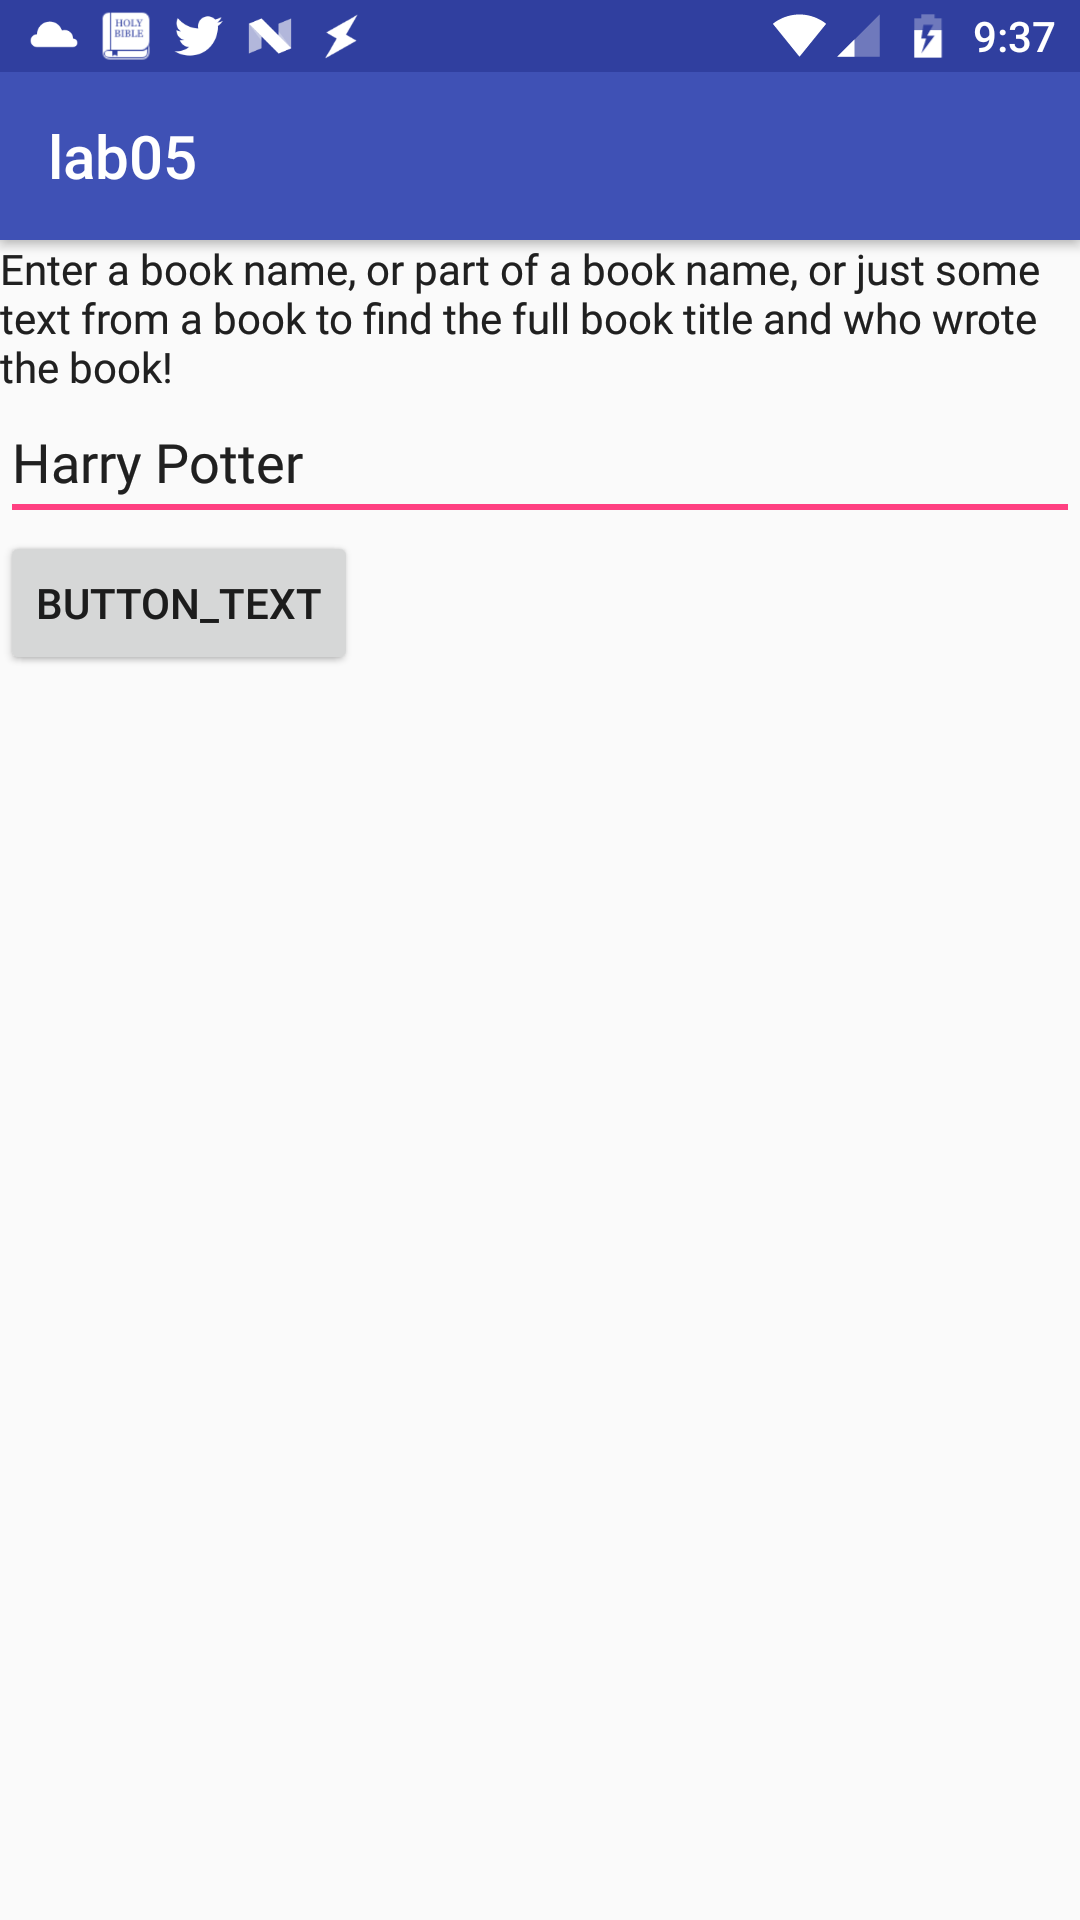 HOLY
BIBLE
9:37
lab05
Enter a book name, or part of a book name, or just some
text from a book to find the full book title and who wrote
the book!
Harry Potter
BUTTON_TEXT